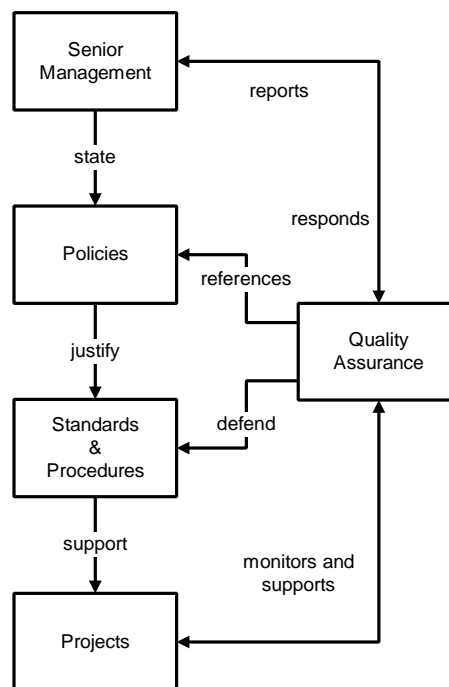 Senior
Management
reports
state
responds
Policies
references
Quality
Assurance
justify
Standards
&
Procedures
defend
support
monitors and
supports
Projects